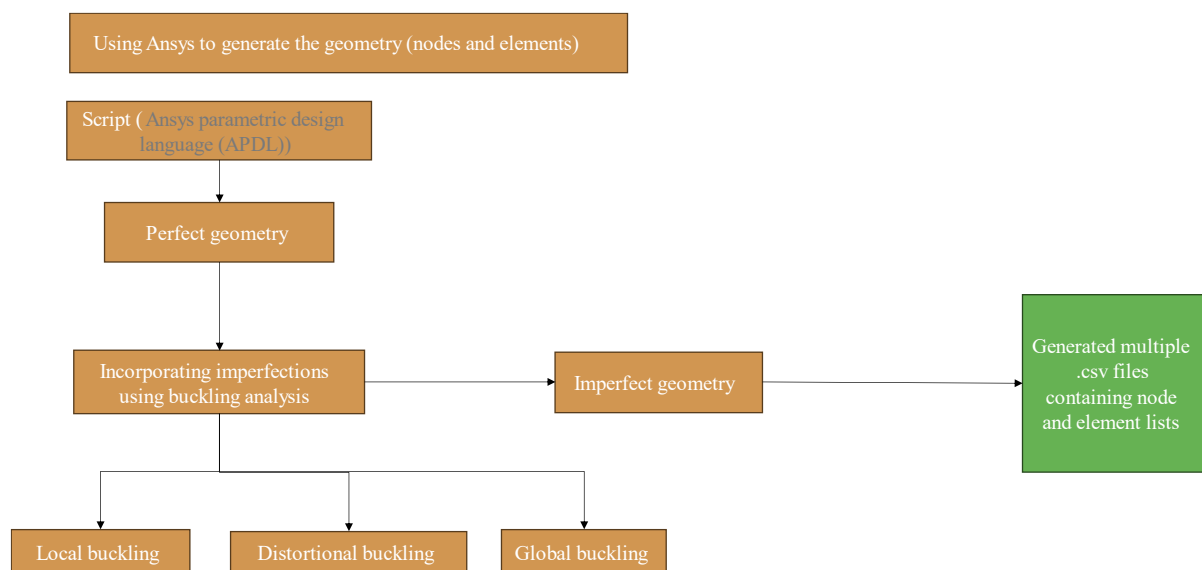 Using Ansys to generate the geometry (nodes and elements)
Script ( Ansys parametric design
language (APDL))
Perfect geometry
Incorporating imperfections
using buckling analysis
Imperfect geometry
Generated multiple
.csv files
containing node
and element lists
Local buckling
Distortional buckling
Global buckling